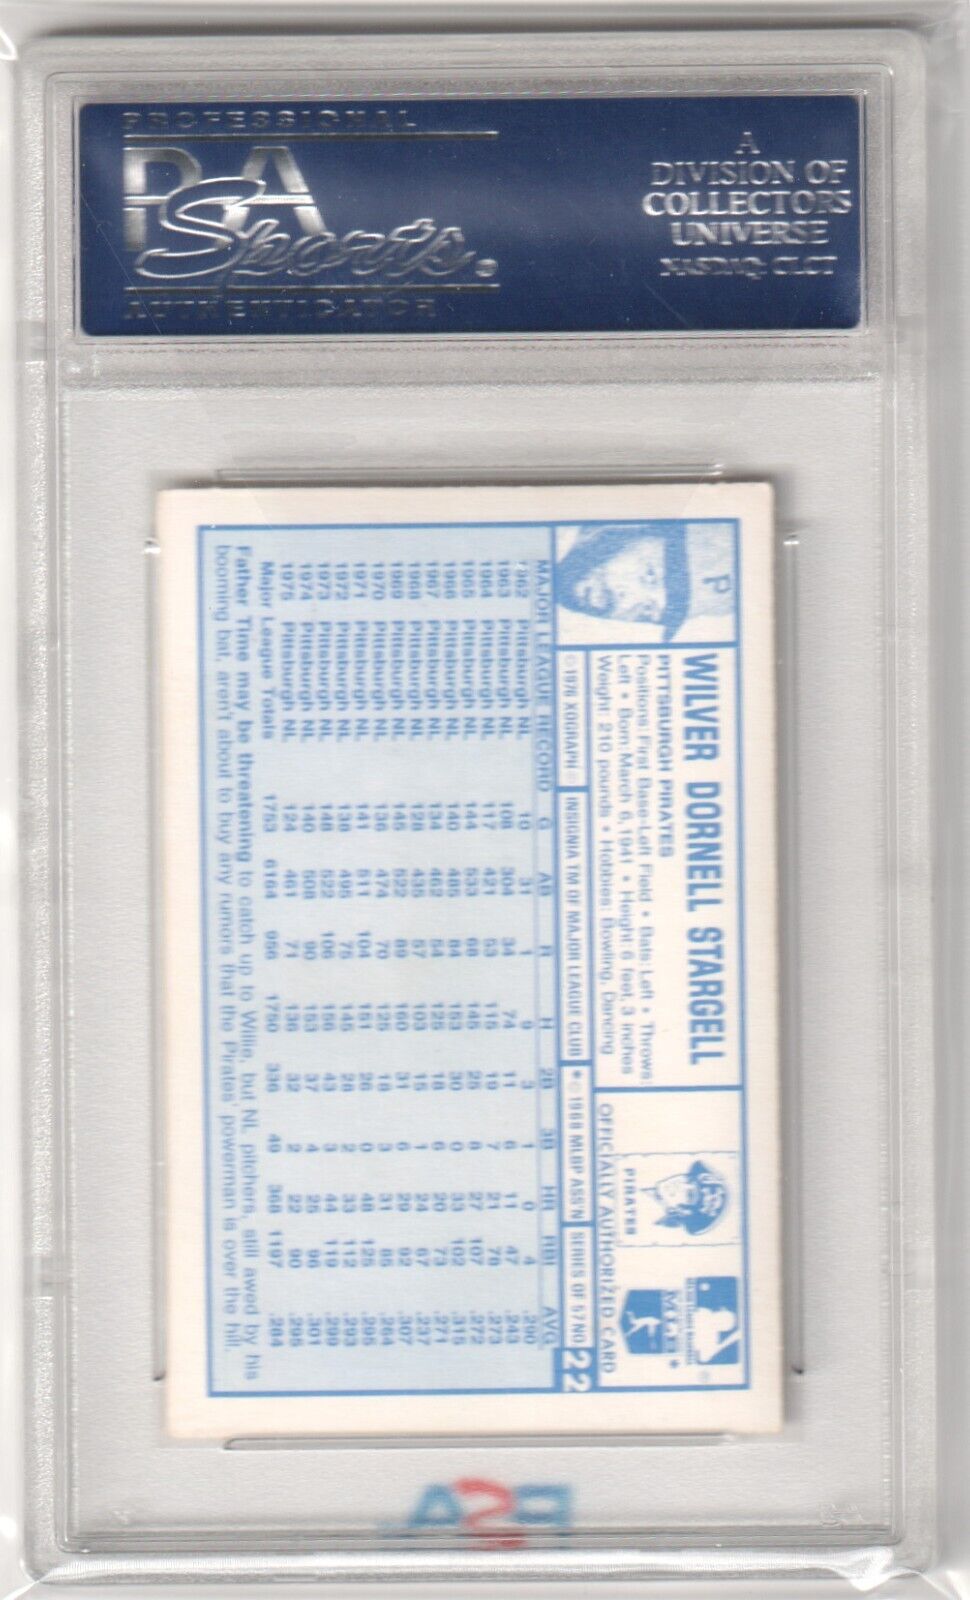 PROFESSIONAL
PSA
Sports®
AUTHENTICATOR
A
DIVISION OF
COLLECTORS
UNIVERSE
NASDAQ: CLCT
P
WILVER DORNELL STARGELL
PITTSBURGH PIRATES
Positions: First Base-Left Field • Bats: Left • Throws:
Left • Born: March 6, 1941 • Height: 6 feet, 3 inches
Weight: 210 pounds • Hobbies: Bowling, Dancing
PIRATES
MAJOR LEAGUE BASEBALL
®
OFFICIALLY AUTHORIZED CARD
©1976 XOGRAPH® INSIGNIA TM OF MAJOR LEAGUE CLUB * © 1968 MLBP ASS'N SERIES OF 57 NO 22
MAJOR LEAGUE RECORD G AB R H 2B 3B HR RBI AVG.
1962 Pittsburgh NL 10 31 1 9 3 1 0 4 .290
1963 Pittsburgh NL 108 304 34 74 11 6 11 47 .243
1964 Pittsburgh NL 117 421 53 115 19 7 21 78 .273
1965 Pittsburgh NL 144 533 68 145 25 8 27 107 .272
1966 Pittsburgh NL 140 485 84 153 30 0 33 102 .315
1967 Pittsburgh NL 134 462 54 125 18 6 20 73 .271
1968 Pittsburgh NL 128 435 57 103 15 1 24 67 .237
1969 Pittsburgh NL 145 522 89 160 31 6 29 92 .307
1970 Pittsburgh NL 136 474 70 125 18 3 31 85 .264
1971 Pittsburgh NL 141 511 104 151 26 0 48 125 .295
1972 Pittsburgh NL 138 495 75 145 28 2 33 112 .293
1973 Pittsburgh NL 148 522 106 156 43 3 44 119 .299
1974 Pittsburgh NL 140 508 90 153 37 4 25 96 .301
1975 Pittsburgh NL 124 461 71 136 32 2 22 90 .295
Major League Totals 1753 6164 956 1750 336 49 368 1197 .284
Father Time may be threatening to catch up to Willie, but NL pitchers, still awed by his
booming bat, aren't about to buy any rumors that the Pirates' powerman is over the hill.
PSA